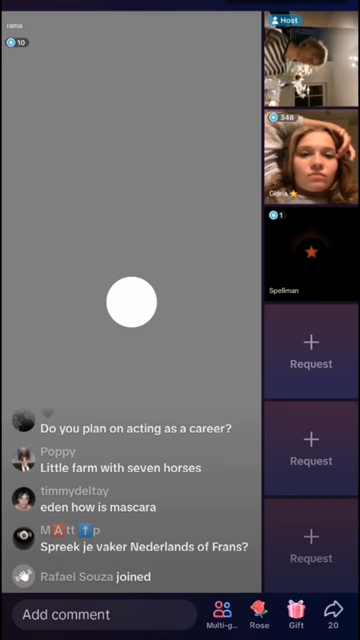 rama
10
Host
348
Gloria ⭐
1
Spellman
Request
Request
Request
Do you plan on acting as a career?
Poppy
Little farm with seven horses
timmydeltay
eden how is mascara
M🅰️tt⬆️p
Spreek je vaker Nederlands of Frans?
Rafael Souza joined
Add comment
Multi-g...
Rose
Gift
20